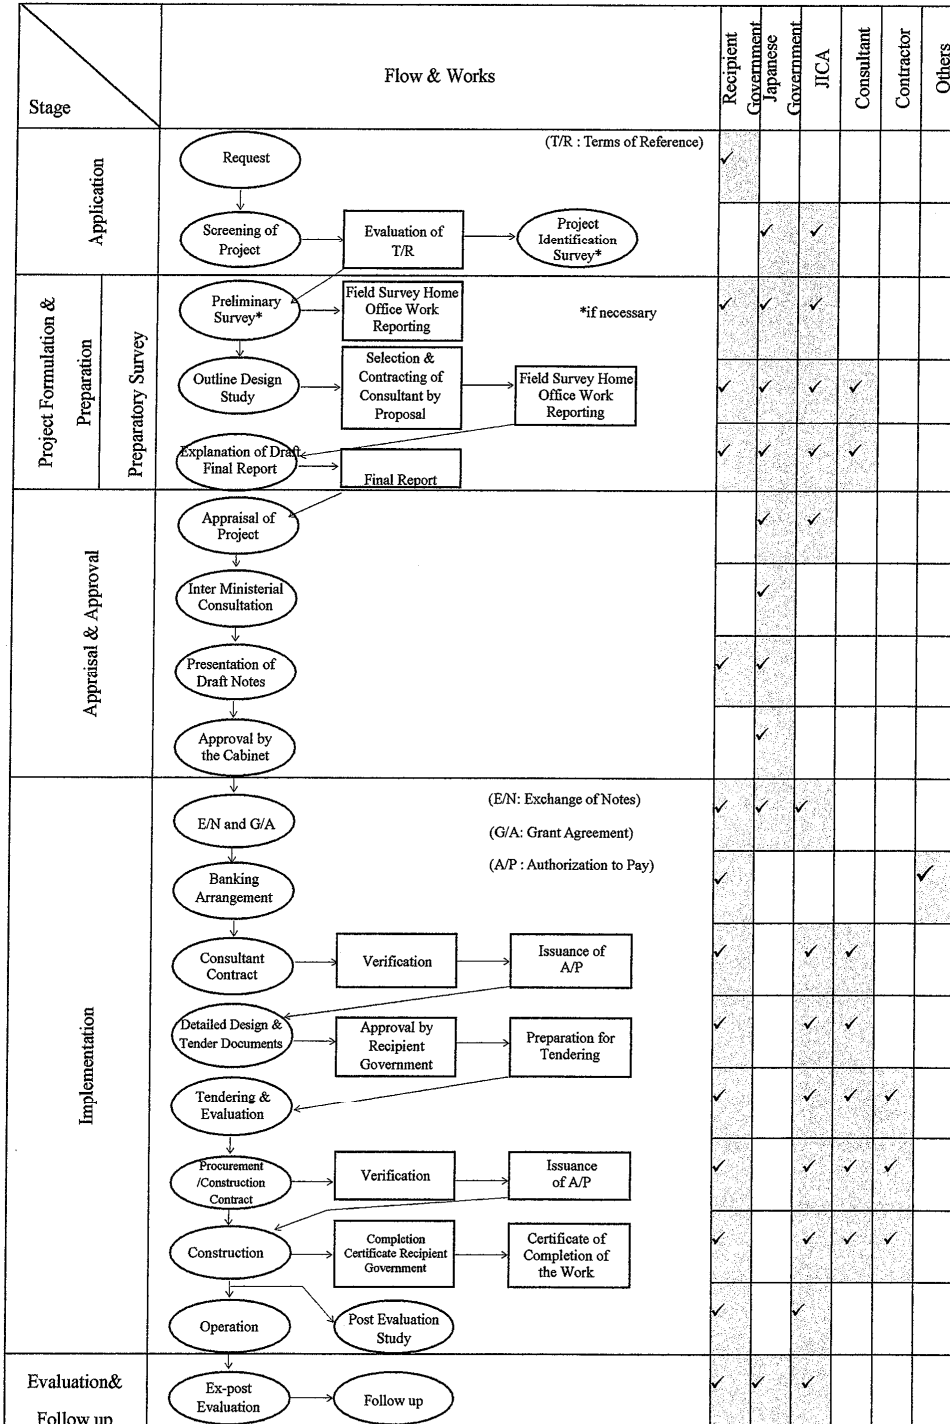 Stage
Flow & Works
Recipient
Government
Japanese
Government
JICA
Consultant
Contractor
Others
Application
Request
(T/R : Terms of Reference)
✓
Screening of
Project
Evaluation of
T/R
Project
Identification
Survey*
✓ ✓
Project Formulation &
Preparation
Preparatory Survey
Preliminary
Survey*
Field Survey Home
Office Work
Reporting
*if necessary
✓ ✓ ✓
Outline Design
Study
Selection &
Contracting of
Consultant by
Proposal
Field Survey Home
Office Work
Reporting
✓ ✓ ✓ ✓
Explanation of Draft
Final Report
Final Report
✓ ✓ ✓ ✓
Appraisal & Approval
Appraisal of
Project
✓ ✓
Inter Ministerial
Consultation
✓
Presentation of
Draft Notes
✓ ✓
Approval by
the Cabinet
✓
Implementation
E/N and G/A
(E/N: Exchange of Notes)
(G/A: Grant Agreement)
(A/P : Authorization to Pay)
✓ ✓ ✓
Banking
Arrangement
✓ ✓
Consultant
Contract
Verification
Issuance of
A/P
✓ ✓ ✓
Detailed Design &
Tender Documents
Approval by
Recipient
Government
Preparation for
Tendering
✓ ✓ ✓
Tendering &
Evaluation
✓ ✓ ✓ ✓
Procurement
/Construction
Contract
Verification
Issuance
of A/P
✓ ✓ ✓ ✓
Construction
Completion
Certificate Recipient
Government
Certificate of
Completion of
the Work
✓ ✓ ✓ ✓
Operation
Post Evaluation
Study
✓ ✓
Evaluation&
Follow up
Ex-post
Evaluation
Follow up
✓ ✓ ✓